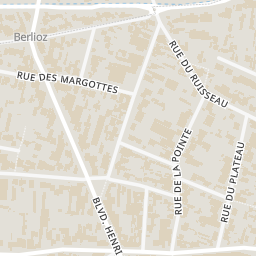 Berlioz
RUE DU RUISSEAU
RUE DES MARGOTTES
RUE DE LA POINTE
RUE DU PLATEAU
BLVD. HENRI